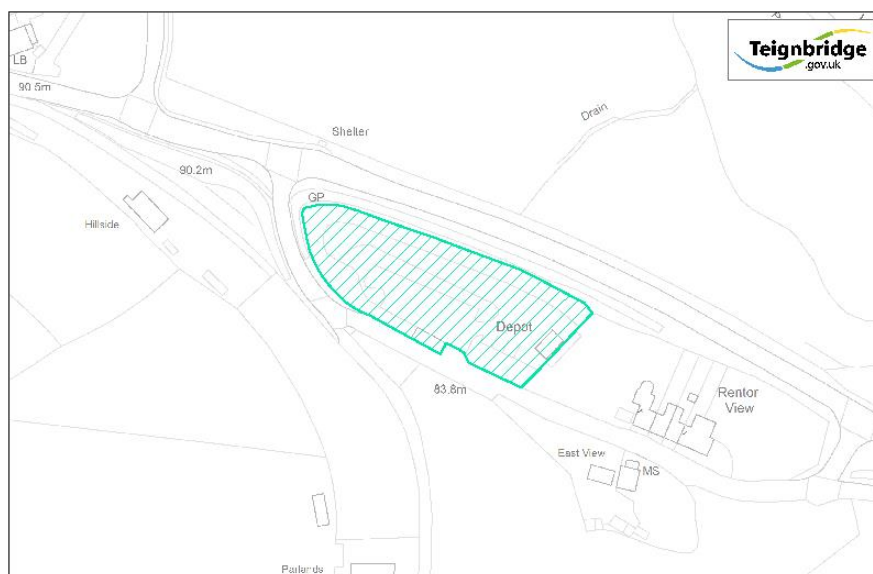 Teignbridge
.gov.uk
LB
90.5m
Drain
Shelter
90.2m
GP
Hillside
Depot
83.8m
Rentor
View
East View
MS
Parlands